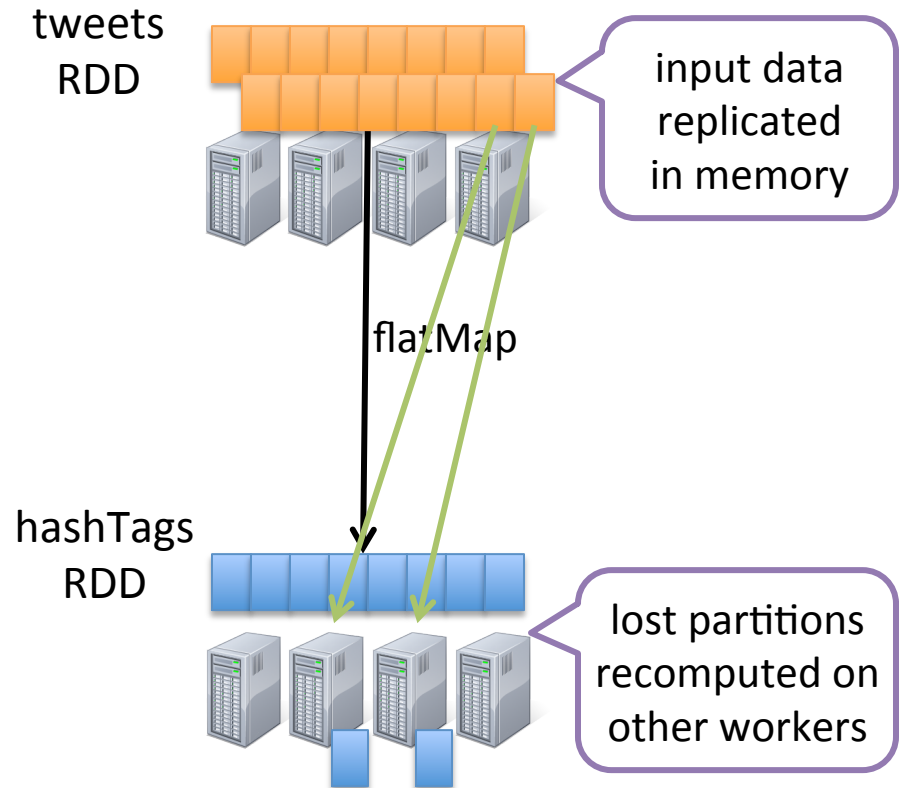 tweets
RDD
input data
replicated
in memory
flatMap
hashTags
RDD
lost partitions
recomputed on
other workers